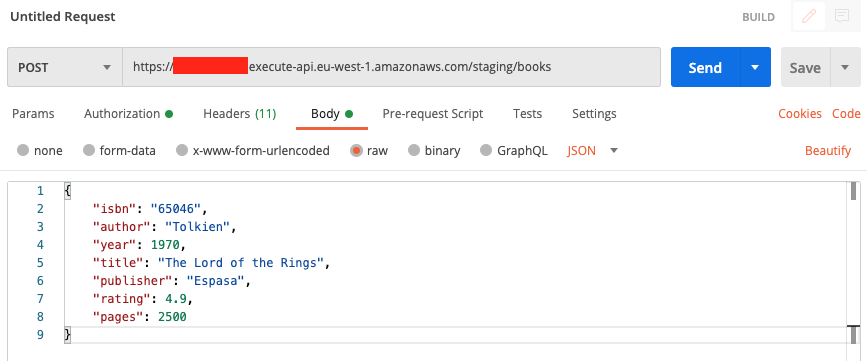 Untitled Request BUILD
POST https:// execute-api.eu-west-1.amazonaws.com/staging/books Send Save
Params Authorization Headers (11) Body Pre-request Script Tests Settings Cookies Code
none form-data x-www-form-urlencoded raw binary GraphQL JSON Beautify
1 {
2 "isbn": "65046",
3 "author": "Tolkien",
4 "year": 1970,
5 "title": "The Lord of the Rings",
6 "publisher": "Espasa",
7 "rating": 4.9,
8 "pages": 2500
9 }